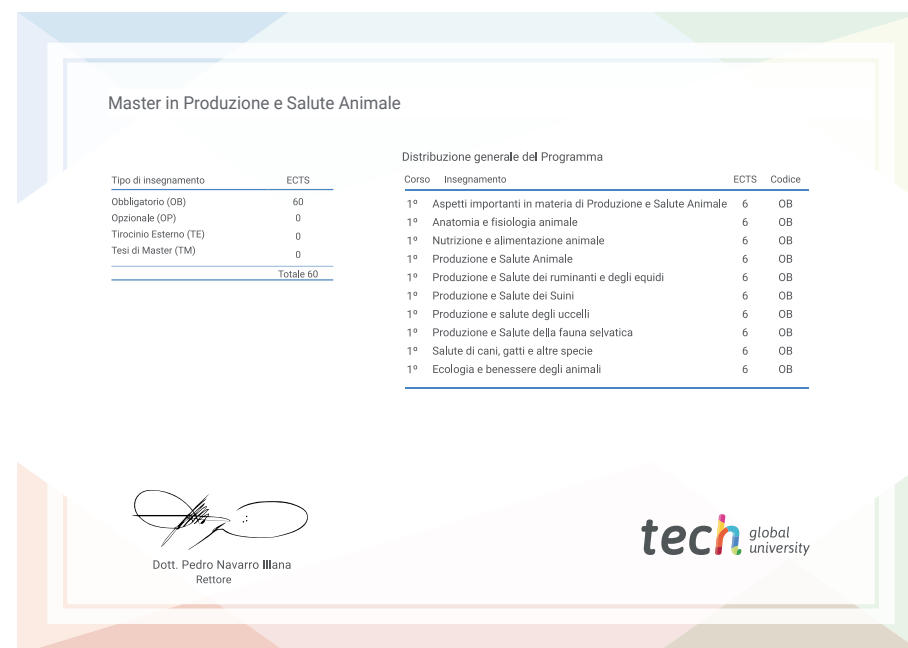 Master in Produzione e Salute Animale
Tipo di insegnamento ECTS
Obbligatorio (OB) 60
Opzionale (OP) 0
Tirocinio Esterno (TE) 0
Tesi di Master (TM) 0
Totale 60
Distribuzione generale del Programma
Corso Insegnamento ECTS Codice
1º Aspetti importanti in materia di Produzione e Salute Animale 6 OB
1º Anatomia e fisiologia animale 6 OB
1º Nutrizione e alimentazione animale 6 OB
1º Produzione e Salute Animale 6 OB
1º Produzione e Salute dei ruminanti e degli equidi 6 OB
1º Produzione e Salute dei Suini 6 OB
1º Produzione e salute degli uccelli 6 OB
1º Produzione e Salute della fauna selvatica 6 OB
1º Salute di cani, gatti e altre specie 6 OB
1º Ecologia e benessere degli animali 6 OB
Dott. Pedro Navarro Illana
Rettore
tech global
university